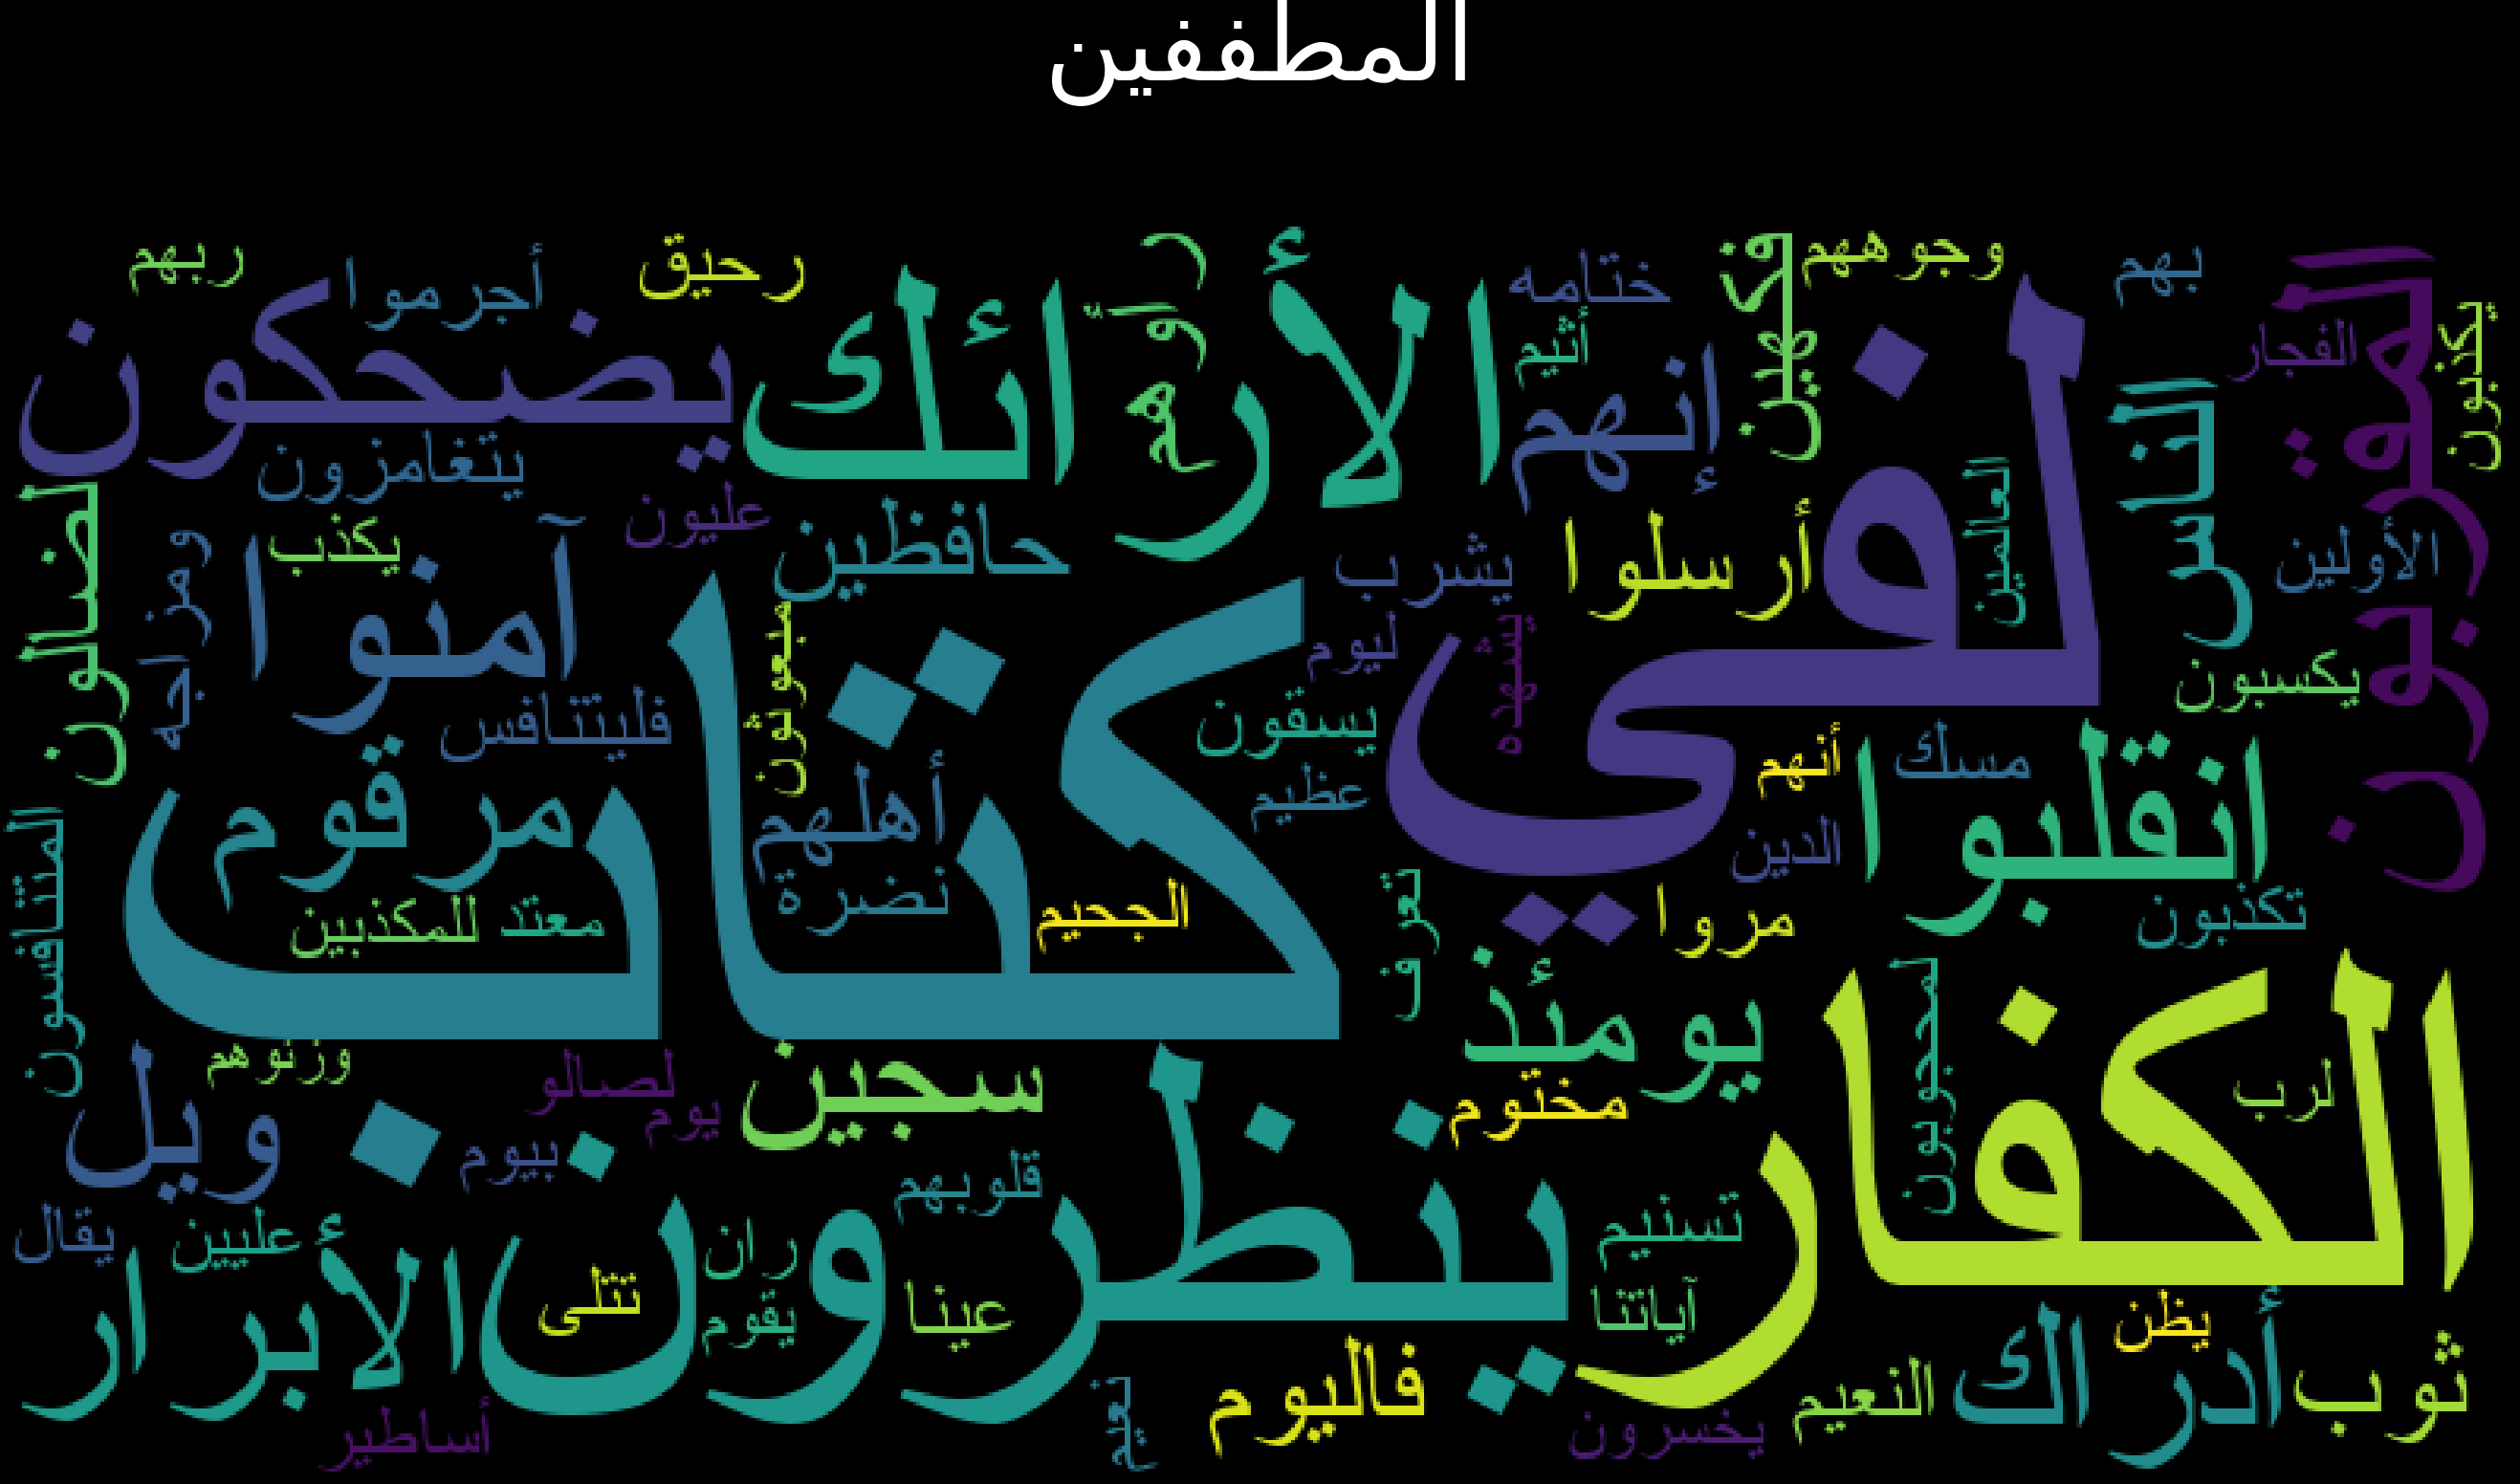 المطففين
ربهم
أجرموا
رحيق
الأرائك
ختامه
فكهين
وجوههم
بهم
المقربون
يضحكون
أثيم
إنهم
لفي
الناس
الفجار
يكذبون
يتغامزون
عليون
حافظين
لضالون
ومزاجه
يكذب
آمنوا
يشرب
أرسلوا
العالمين
الأولين
ليوم
يشهده
يكسبون
كتاب
مبعوثون
فليتنافس
يسقون
عظيم
أنهم
مسك
انقلبوا
مرقوم
أهلهم
نضرة
الدين
المتنافسون
للمكذبين
معتد
الجحيم
تعرف
مروا
تكذبون
يومئذ
لمحجوبون
الكفار
لرب
وزنوهم
ويل
لصالو
يوم
بيوم
سجين
مختوم
ينظرون
قلوبهم
يقال
عليين
الأبرار
ران
تتلى
يقوم
عينا
تسنيم
آياتنا
يظن
أساطير
نعيم
فاليوم
يخسرون
النعيم
أدراك
ثوب